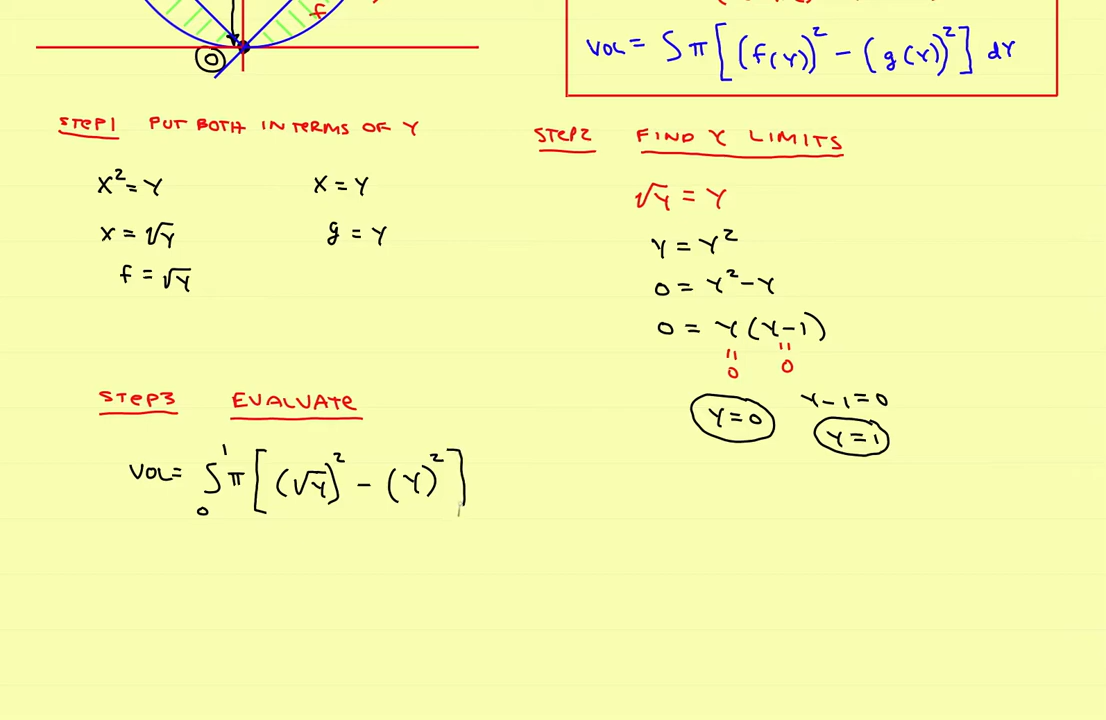 f
0
VOL = ∫ π [ (f(Y))² − (g(Y))² ] dY
STEP1 PUT BOTH IN TERMS OF Y
X² = Y
X = √Y
f = √Y
X = Y
g = Y
STEP2 FIND Y LIMITS
√Y = Y
Y = Y²
0 = Y² − Y
0 = Y (Y − 1)
" "
0 0
Y = 0
Y − 1 = 0
Y = 1
STEP3 EVALUATE
VOL = ∫₀¹ π [ (√Y)² − (Y)² ]